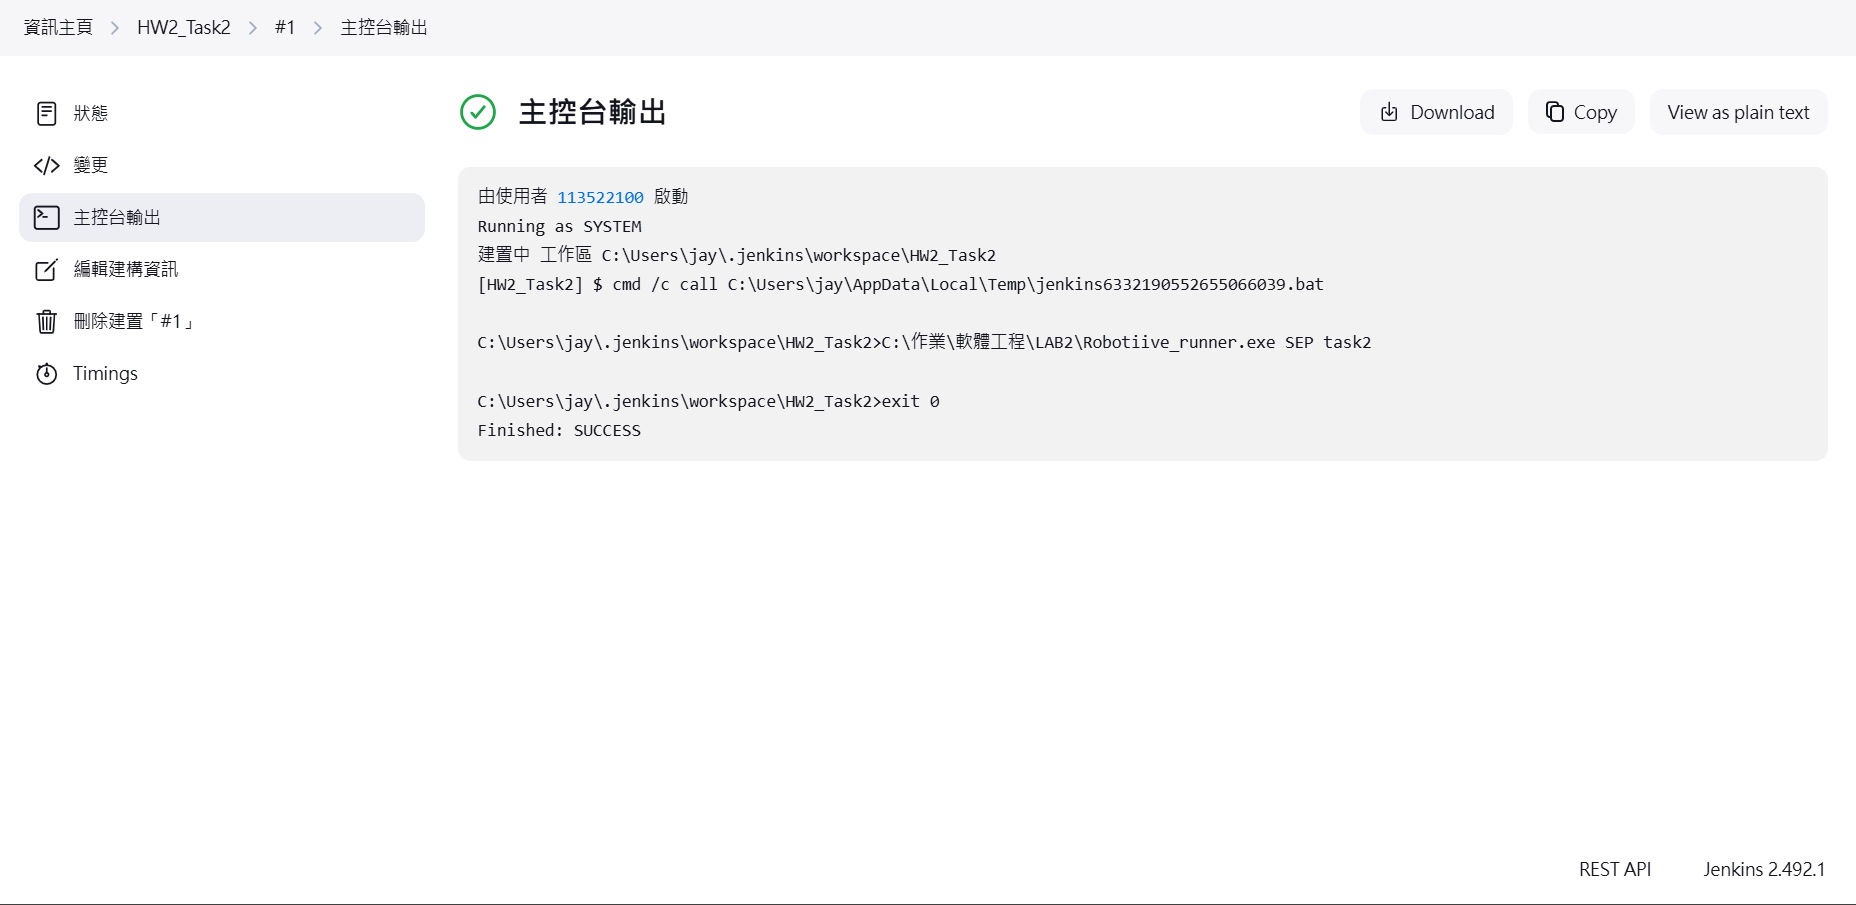 資訊主頁 > HW2_Task2 > #1 > 主控台輸出
狀態
變更
主控台輸出
編輯建構資訊
刪除建置「#1」
Timings
主控台輸出
Download
Copy
View as plain text
由使用者 113522100 啟動
Running as SYSTEM
建置中 工作區 C:\Users\jay\.jenkins\workspace\HW2_Task2
[HW2_Task2] $ cmd /c call C:\Users\jay\AppData\Local\Temp\jenkins6332190552655066039.bat
C:\Users\jay\.jenkins\workspace\HW2_Task2>C:\作業\軟體工程\LAB2\Robotiive_runner.exe SEP task2
C:\Users\jay\.jenkins\workspace\HW2_Task2>exit 0
Finished: SUCCESS
REST API
Jenkins 2.492.1